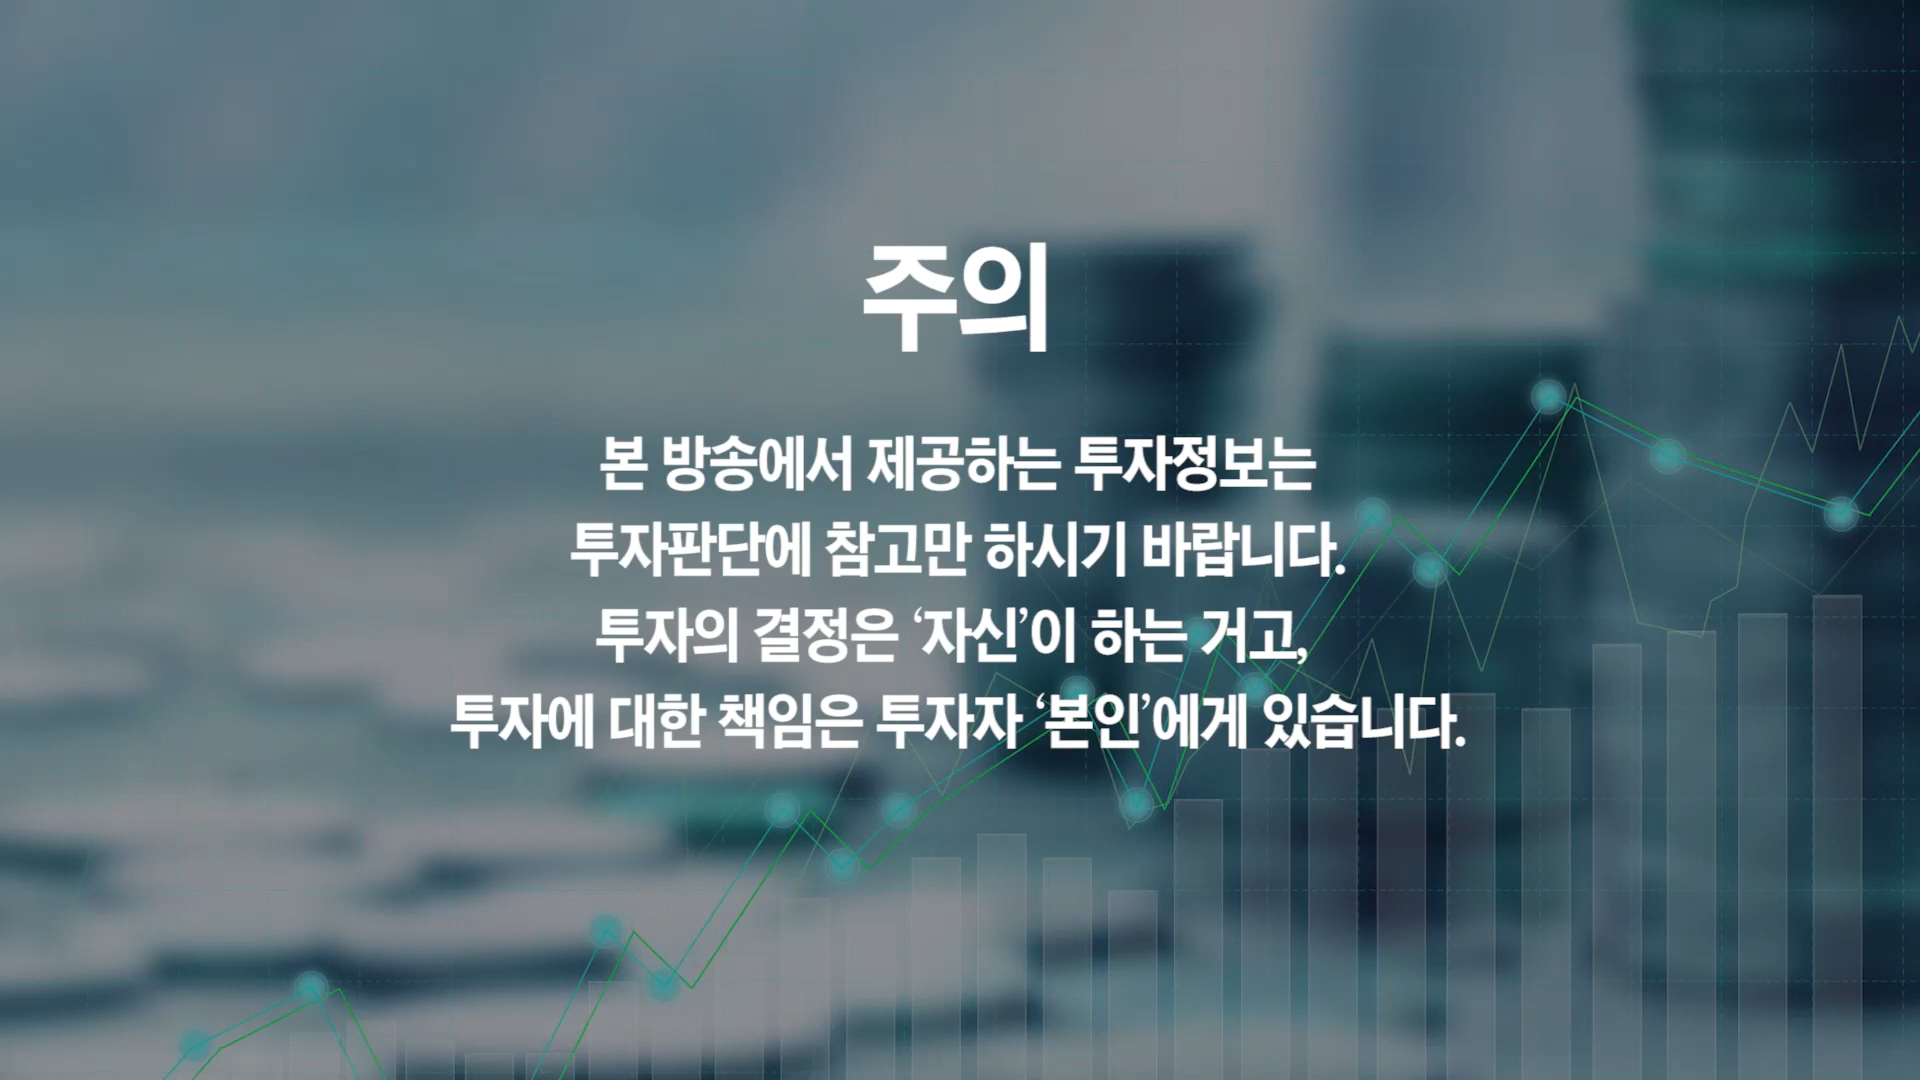 주의
본 방송에서 제공하는 투자정보는
투자판단에 참고만 하시기 바랍니다.
투자의 결정은 ‘자신’이 하는 거고,
투자에 대한 책임은 투자자 ‘본인’에게 있습니다.